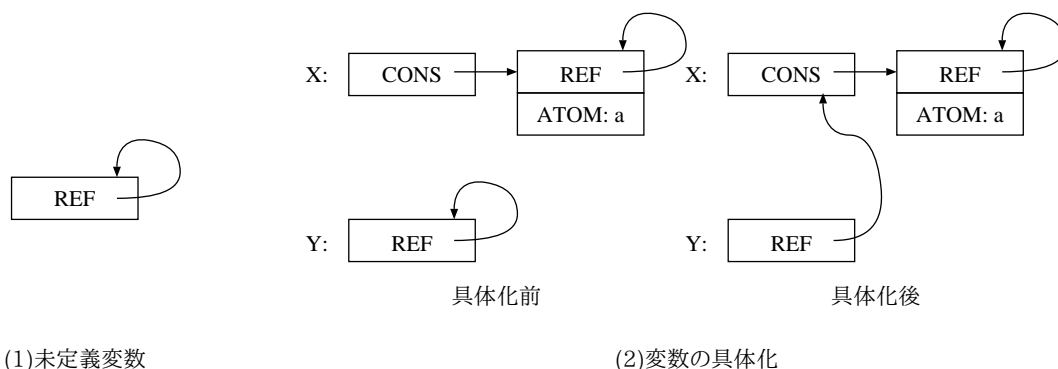 X: CONS REF X: CONS REF
ATOM: a ATOM: a
REF
Y: REF Y: REF
具体化前 具体化後
(1)未定義変数 (2)変数の具体化